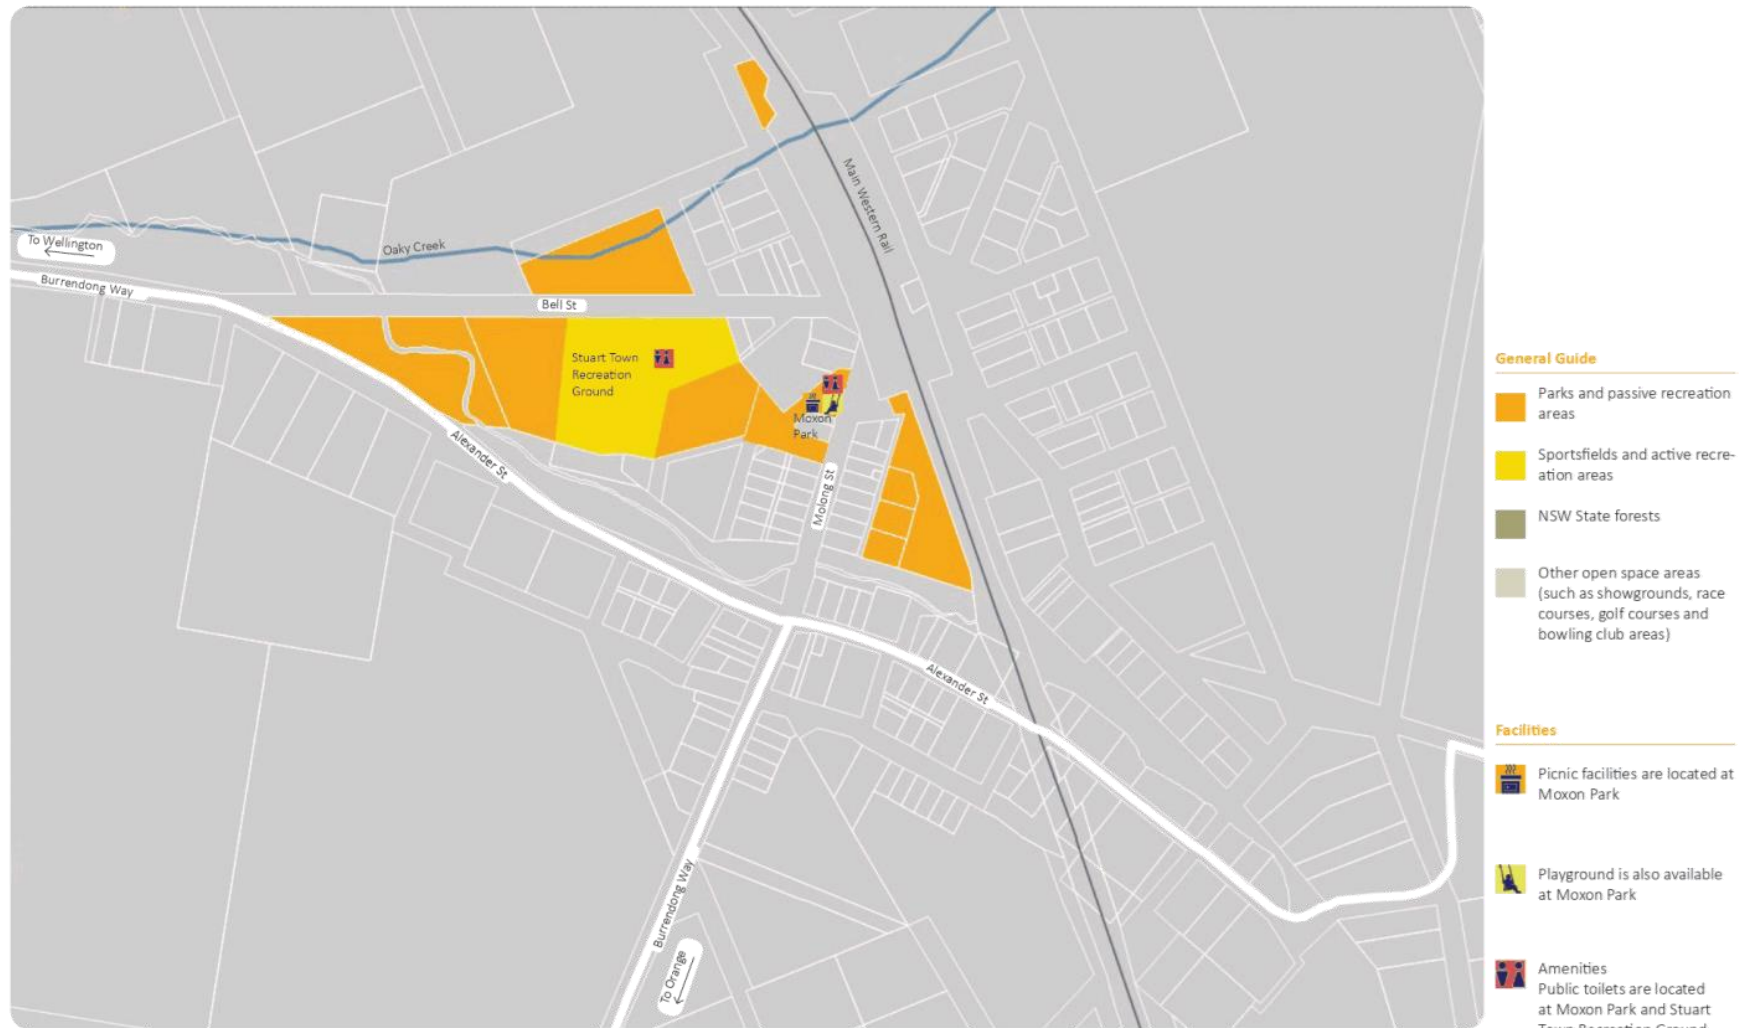 Main Western Rail
To Wellington
Oaky Creek
Burrendong Way
Bell St
Stuart Town
Recreation
Ground
Moxon
Park
Alexander St
Molong St
Alexander St
Burrendong Way
To Orange
General Guide
Parks and passive recreation
areas
Sportsfields and active recre-
ation areas
NSW State forests
Other open space areas
(such as showgrounds, race
courses, golf courses and
bowling club areas)
Facilities
Picnic facilities are located at
Moxon Park
Playground is also available
at Moxon Park
Amenities
Public toilets are located
at Moxon Park and Stuart
Town Recreation Ground